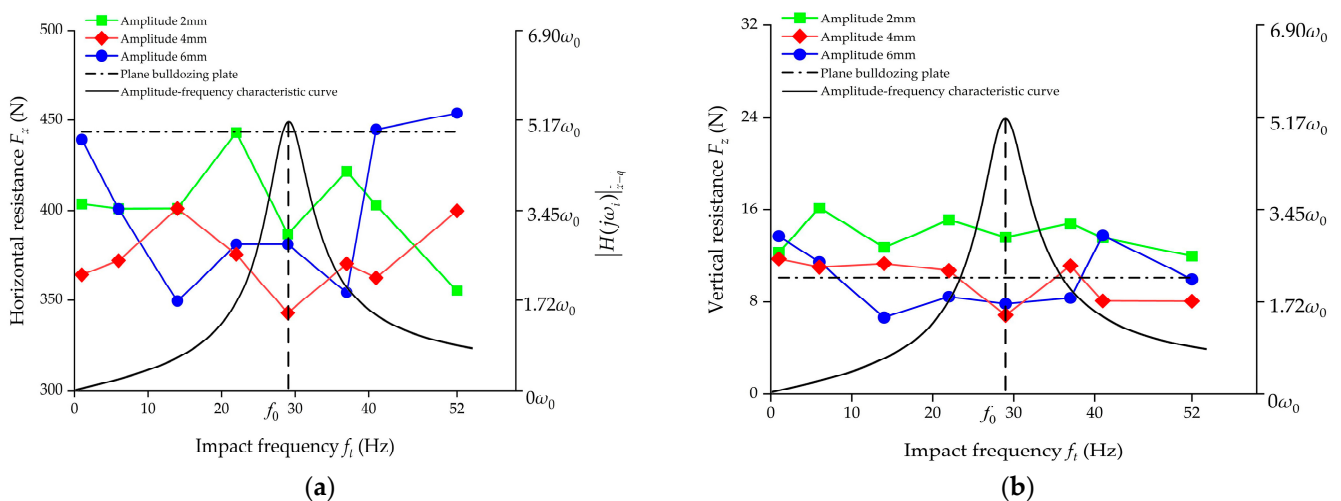 500
450
400
350
300
Horizontal resistance Fx (N)
Amplitude 2mm
Amplitude 4mm
Amplitude 6mm
Plane bulldozing plate
Amplitude-frequency characteristic curve
6.90ω0
5.17ω0
3.45ω0
1.72ω0
0ω0
0 10 20 f0 30 40 52
Impact frequency ft (Hz)
(a)
32
24
16
8
0
Vertical resistance Fz (N)
Amplitude 2mm
Amplitude 4mm
Amplitude 6mm
Plane bulldozing plate
Amplitude-frequency characteristic curve
6.90ω0
5.17ω0
3.45ω0
1.72ω0
0ω0
0 10 20 f0 30 40 52
Impact frequency ft (Hz)
(b)